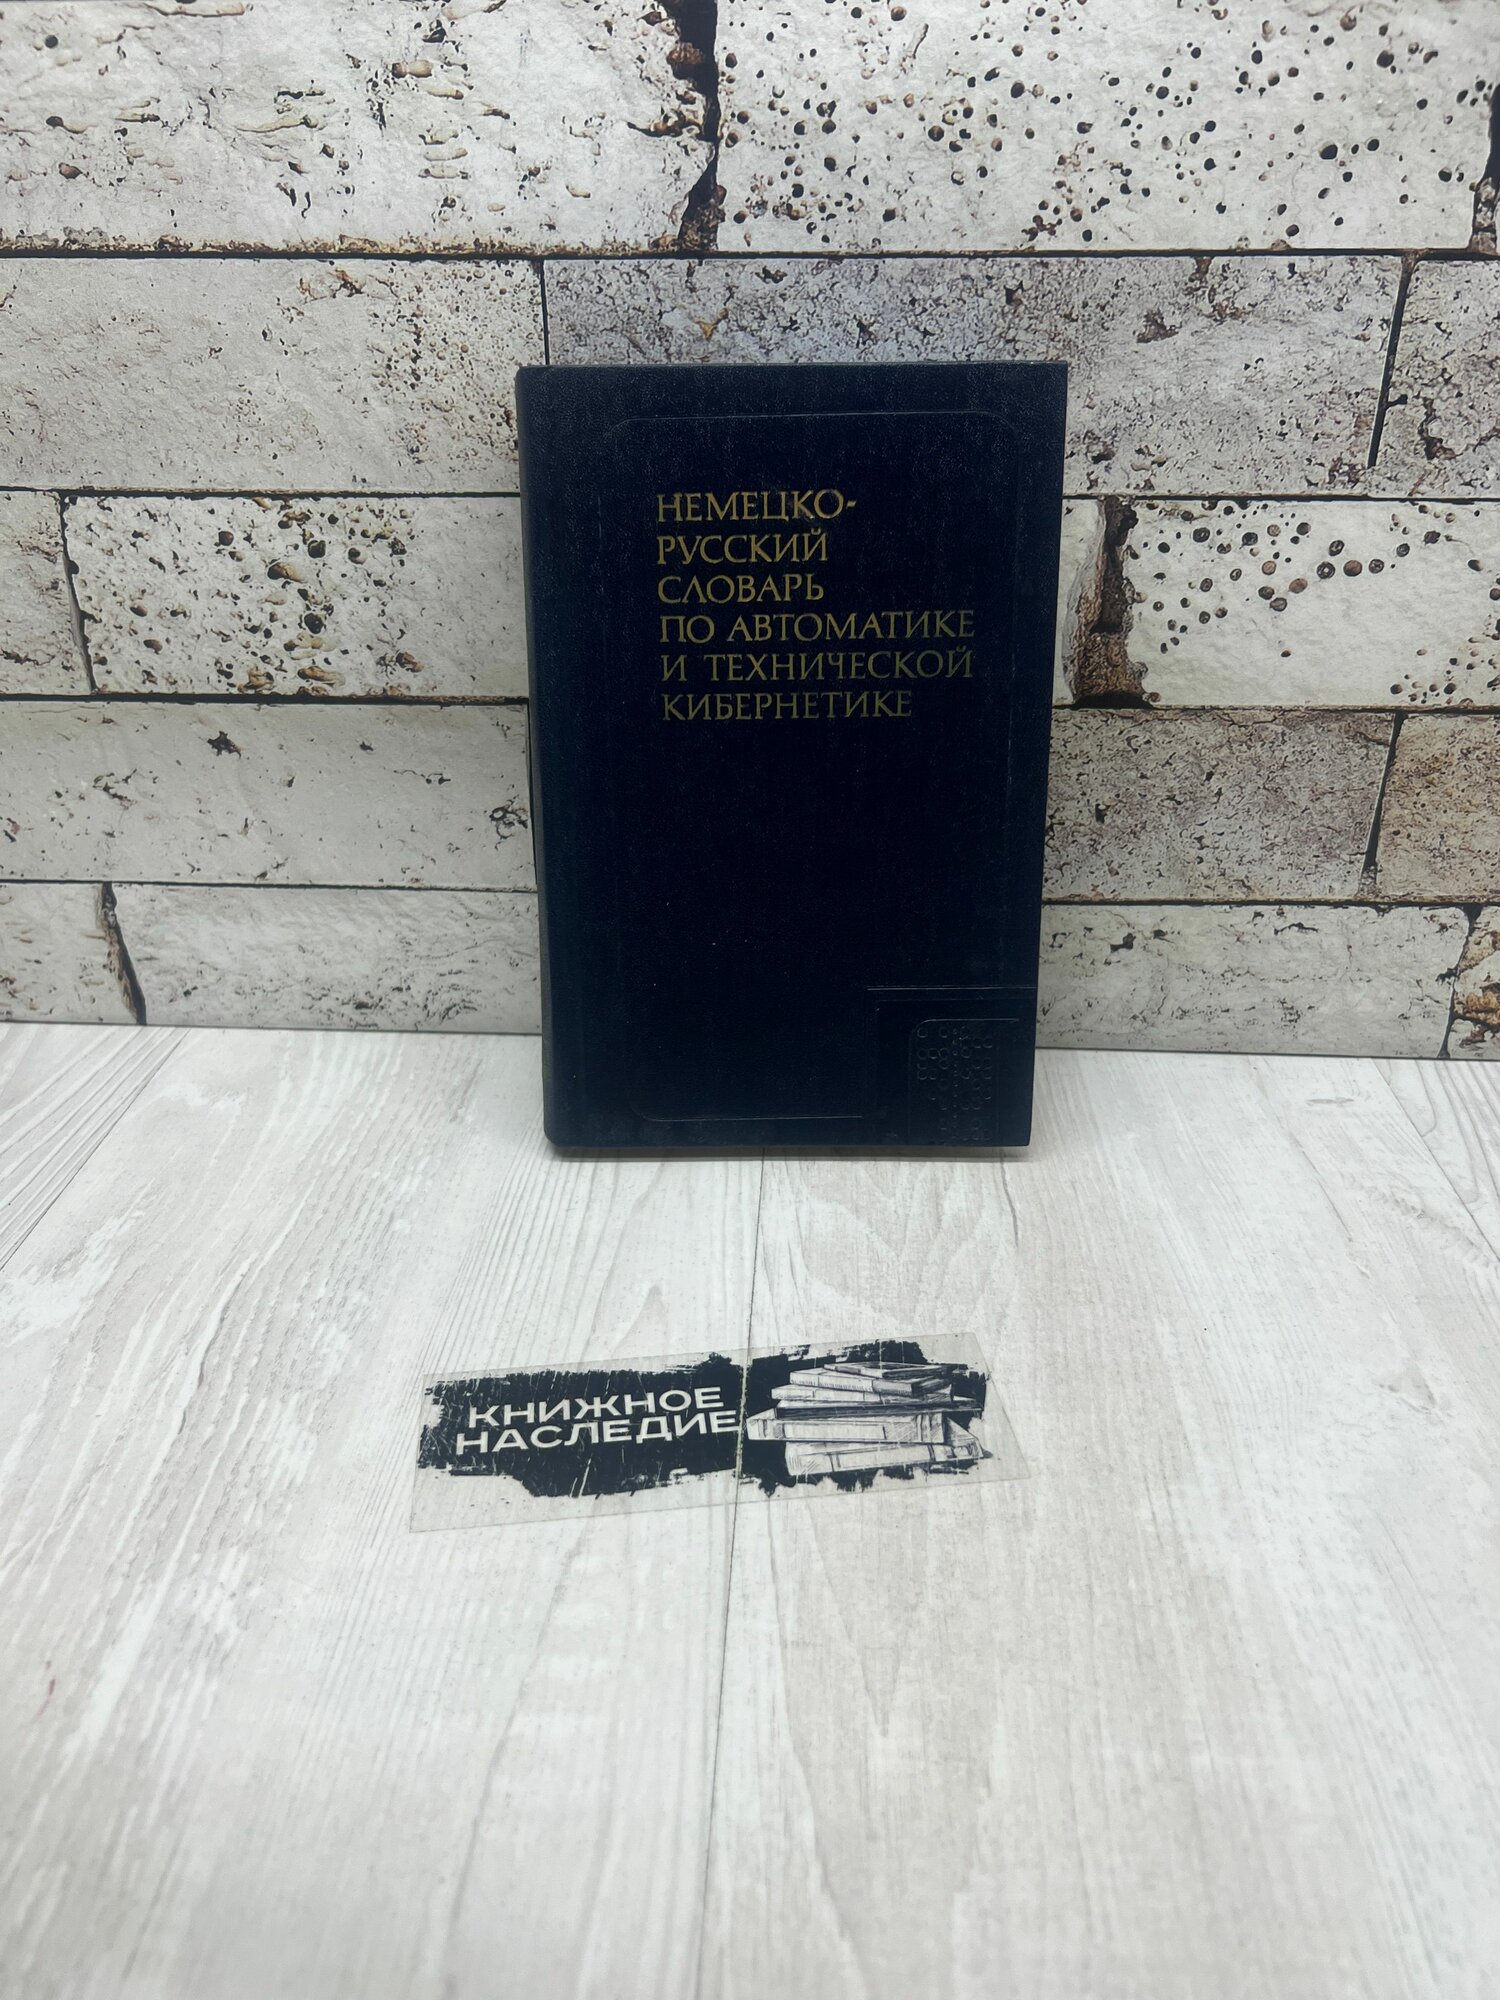 НЕМЕЦКО-
РУССКИЙ
СЛОВАРЬ
ПО АВТОМАТИКЕ
И ТЕХНИЧЕСКОЙ
КИБЕРНЕТИКЕ
КНИЖНОЕ
НАСЛЕДИЕ